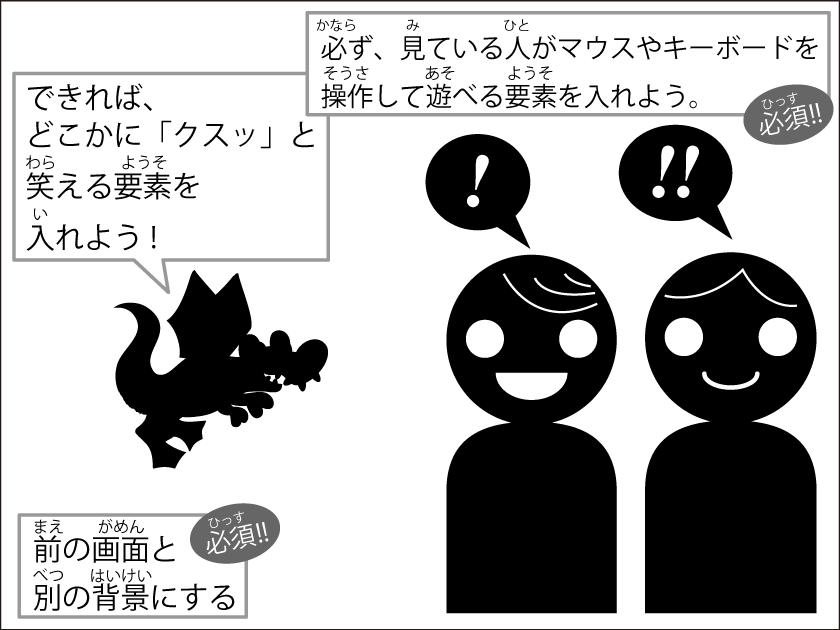 必ず、見ている人がマウスやキーボードを
操作して遊べる要素を入れよう。
必須!!
できれば、
どこかに「クスッ」と
笑える要素を
入れよう!
!
!!
前の画面と
別の背景にする
必須!!
かなら み ひと
そうさ あそ ようそ
ひっす
わら ようそ
い
まえ がめん
べつ はいけい
ひっす